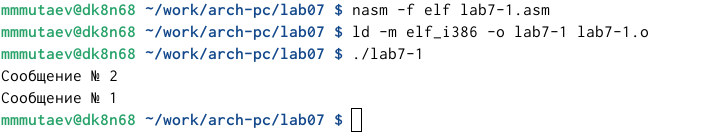 mmmutaev@dk8n68 ~/work/arch-pc/lab07 $ nasm -f elf lab7-1.asm
mmmutaev@dk8n68 ~/work/arch-pc/lab07 $ ld -m elf_i386 -o lab7-1 lab7-1.o
mmmutaev@dk8n68 ~/work/arch-pc/lab07 $ ./lab7-1
Сообщение № 2
Сообщение № 1
mmmutaev@dk8n68 ~/work/arch-pc/lab07 $